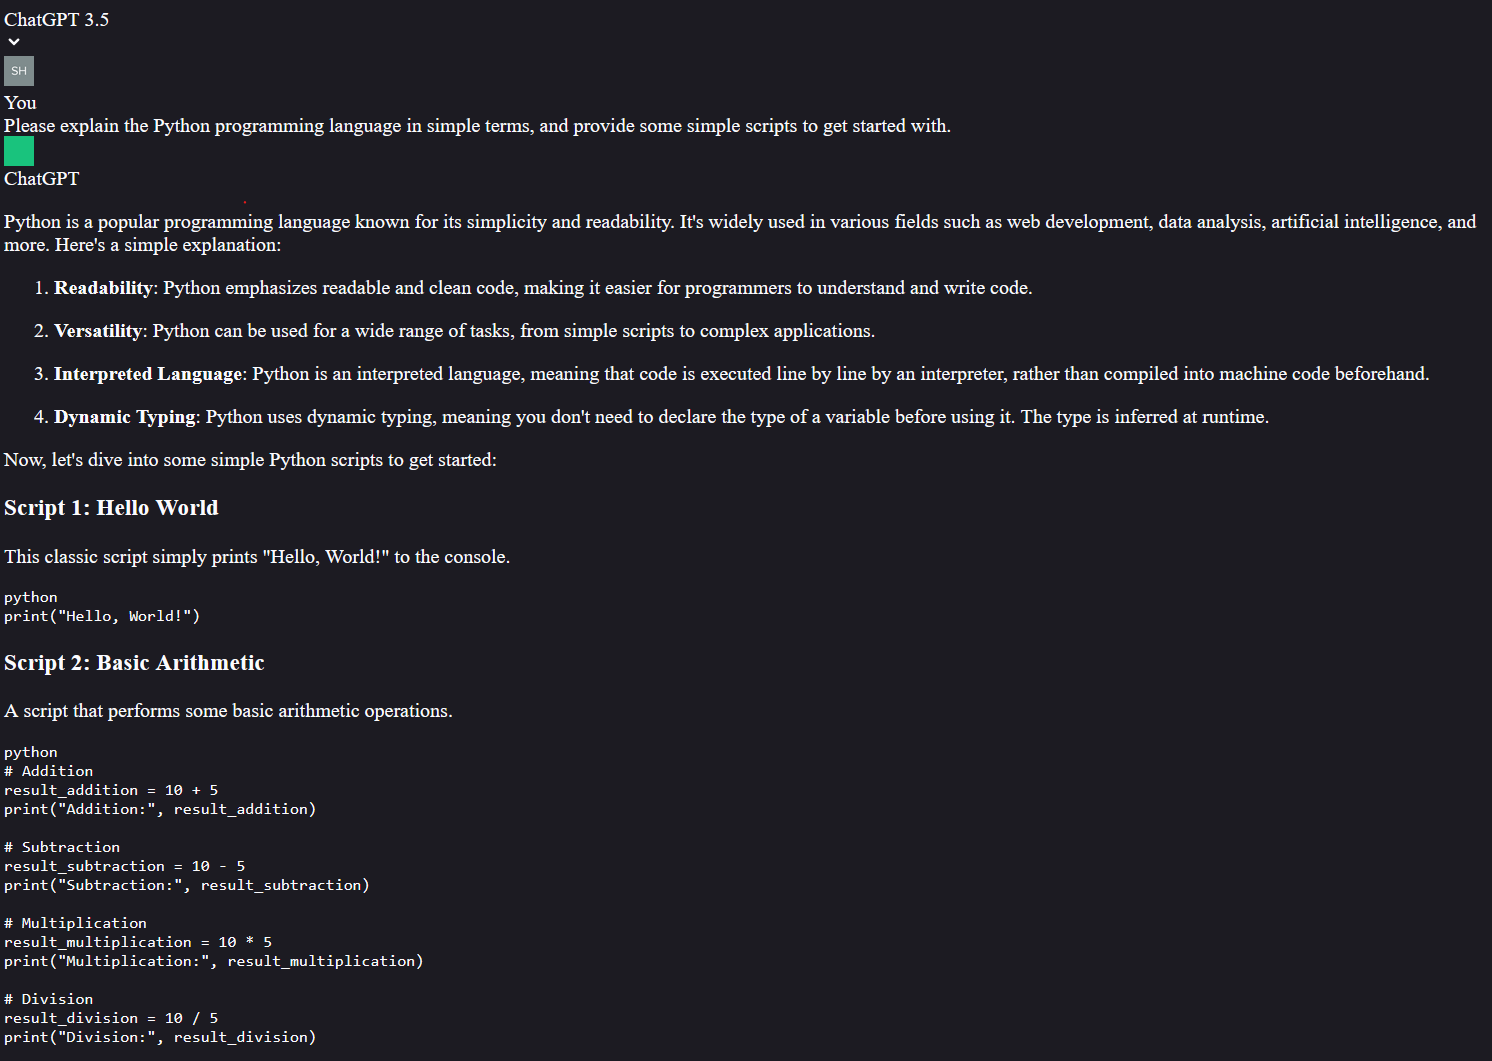 ChatGPT 3.5
SH
You
Please explain the Python programming language in simple terms, and provide some simple scripts to get started with.
ChatGPT
Python is a popular programming language known for its simplicity and readability. It's widely used in various fields such as web development, data analysis, artificial intelligence, and
more. Here's a simple explanation:
1. Readability: Python emphasizes readable and clean code, making it easier for programmers to understand and write code.
2. Versatility: Python can be used for a wide range of tasks, from simple scripts to complex applications.
3. Interpreted Language: Python is an interpreted language, meaning that code is executed line by line by an interpreter, rather than compiled into machine code beforehand.
4. Dynamic Typing: Python uses dynamic typing, meaning you don't need to declare the type of a variable before using it. The type is inferred at runtime.
Now, let's dive into some simple Python scripts to get started:
Script 1: Hello World
This classic script simply prints "Hello, World!" to the console.
python
print("Hello, World!")
Script 2: Basic Arithmetic
A script that performs some basic arithmetic operations.
python
# Addition
result_addition = 10 + 5
print("Addition:", result_addition)
# Subtraction
result_subtraction = 10 - 5
print("Subtraction:", result_subtraction)
# Multiplication
result_multiplication = 10 * 5
print("Multiplication:", result_multiplication)
# Division
result_division = 10 / 5
print("Division:", result_division)